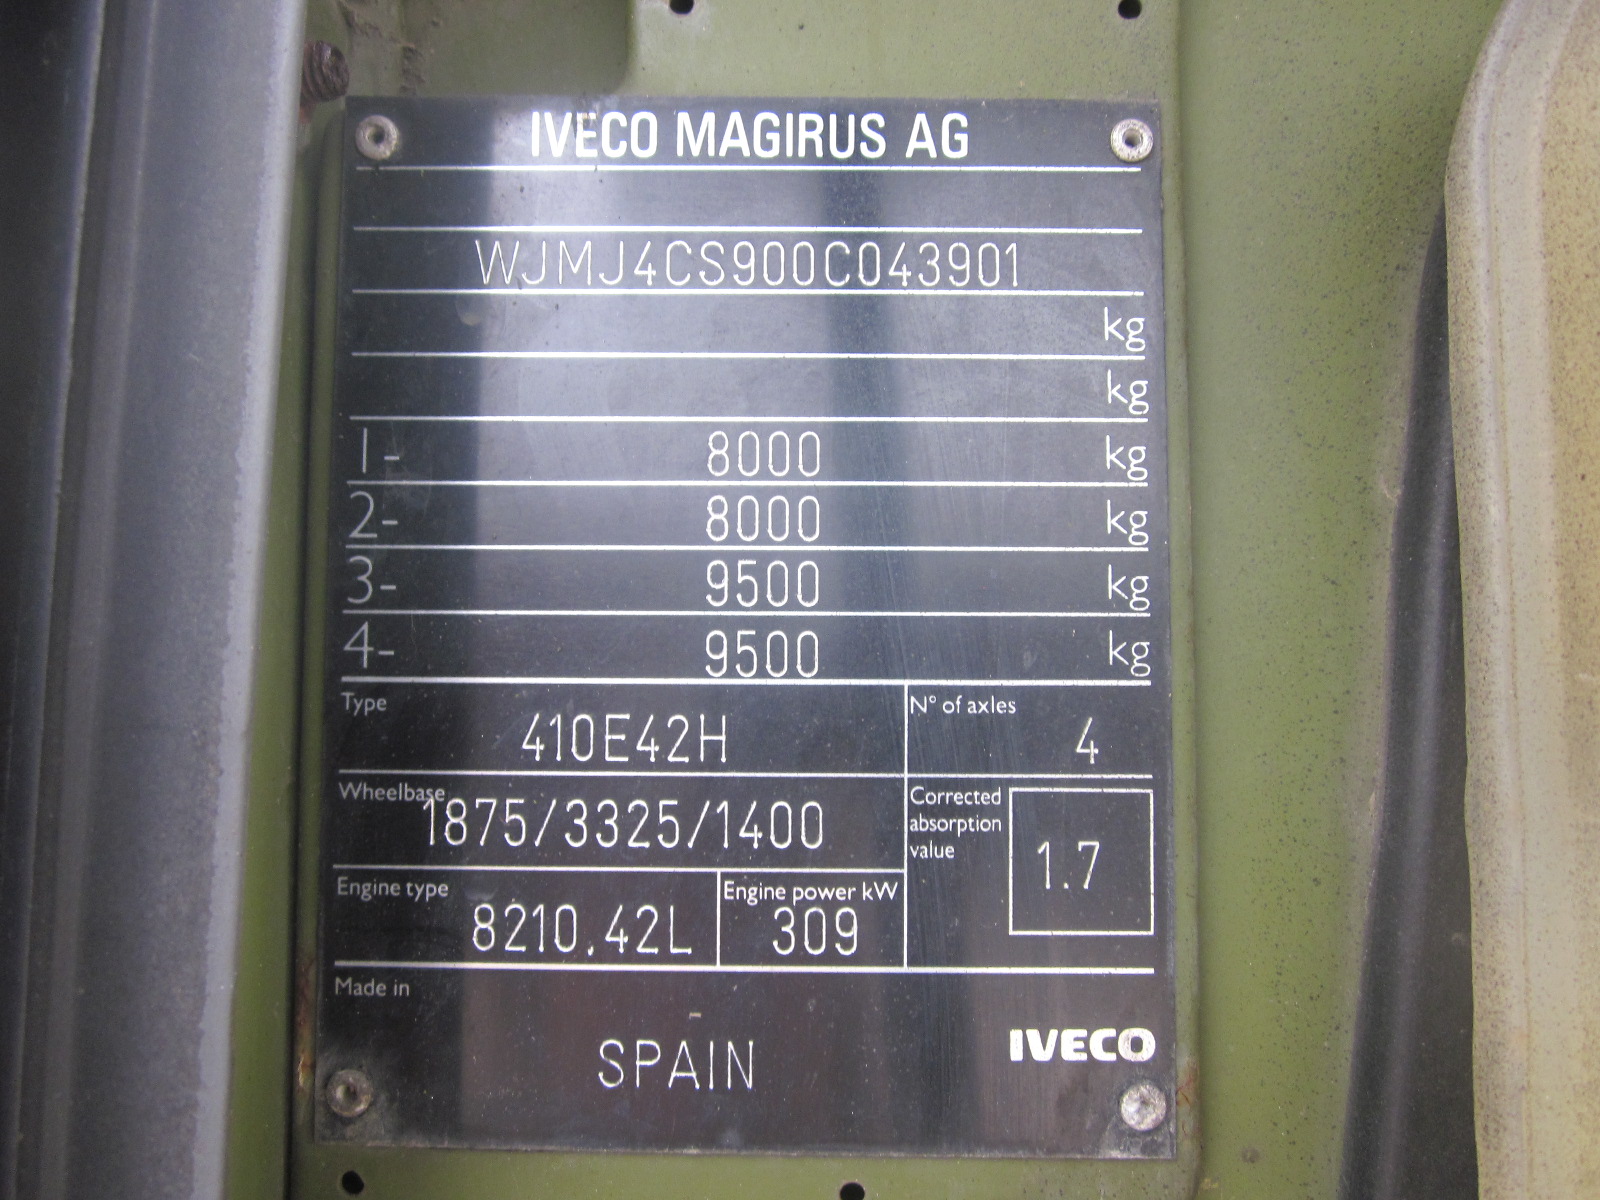 IVECO MAGIRUS AG
WJMJ4CS900C043901
kg
kg
1- 8000 kg
2- 8000 kg
3- 9500 kg
4- 9500 kg
Type 410E42H
N° of axles 4
Wheelbase 1875/3325/1400
Corrected
absorption
value
1.7
Engine type 8210.42L
Engine power kW 309
Made in
SPAIN
IVECO